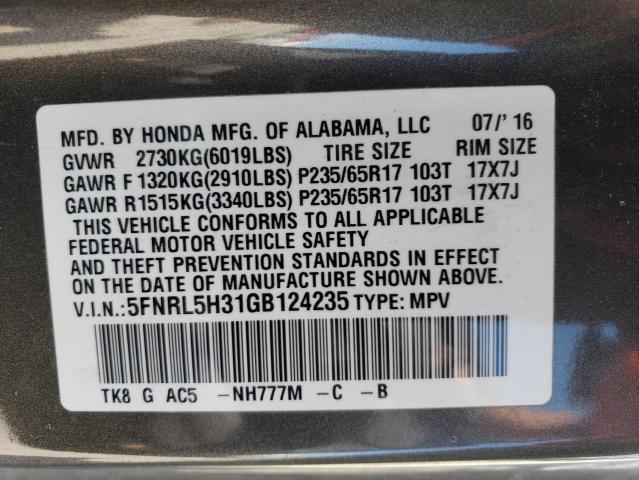 MFD. BY HONDA MFG. OF ALABAMA, LLC 07/' 16
GVWR 2730KG(6019LBS) TIRE SIZE RIM SIZE
GAWR F 1320KG(2910LBS) P235/65R17 103T 17X7J
GAWR R1515KG(3340LBS) P235/65R17 103T 17X7J
THIS VEHICLE CONFORMS TO ALL APPLICABLE
FEDERAL MOTOR VEHICLE SAFETY
AND THEFT PREVENTION STANDARDS IN EFFECT
ON THE DATE OF MANUFACTURE SHOWN ABOVE.
V.I.N.:5FNRL5H31GB124235 TYPE: MPV
TK8 G AC5 -NH777M -C -B